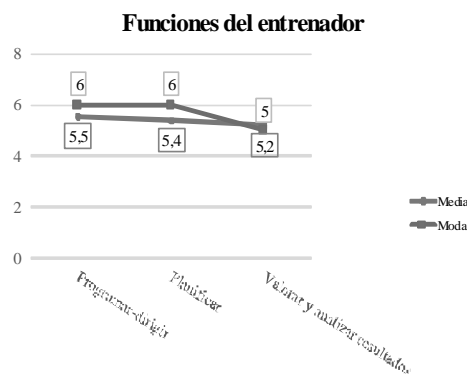 Funciones del entrenador
8
6
4
2
0
6
6
5
5,5
5,4
5,2
Media
Moda
Programar-dirigir
Planificar
Valorar y analizar resultados